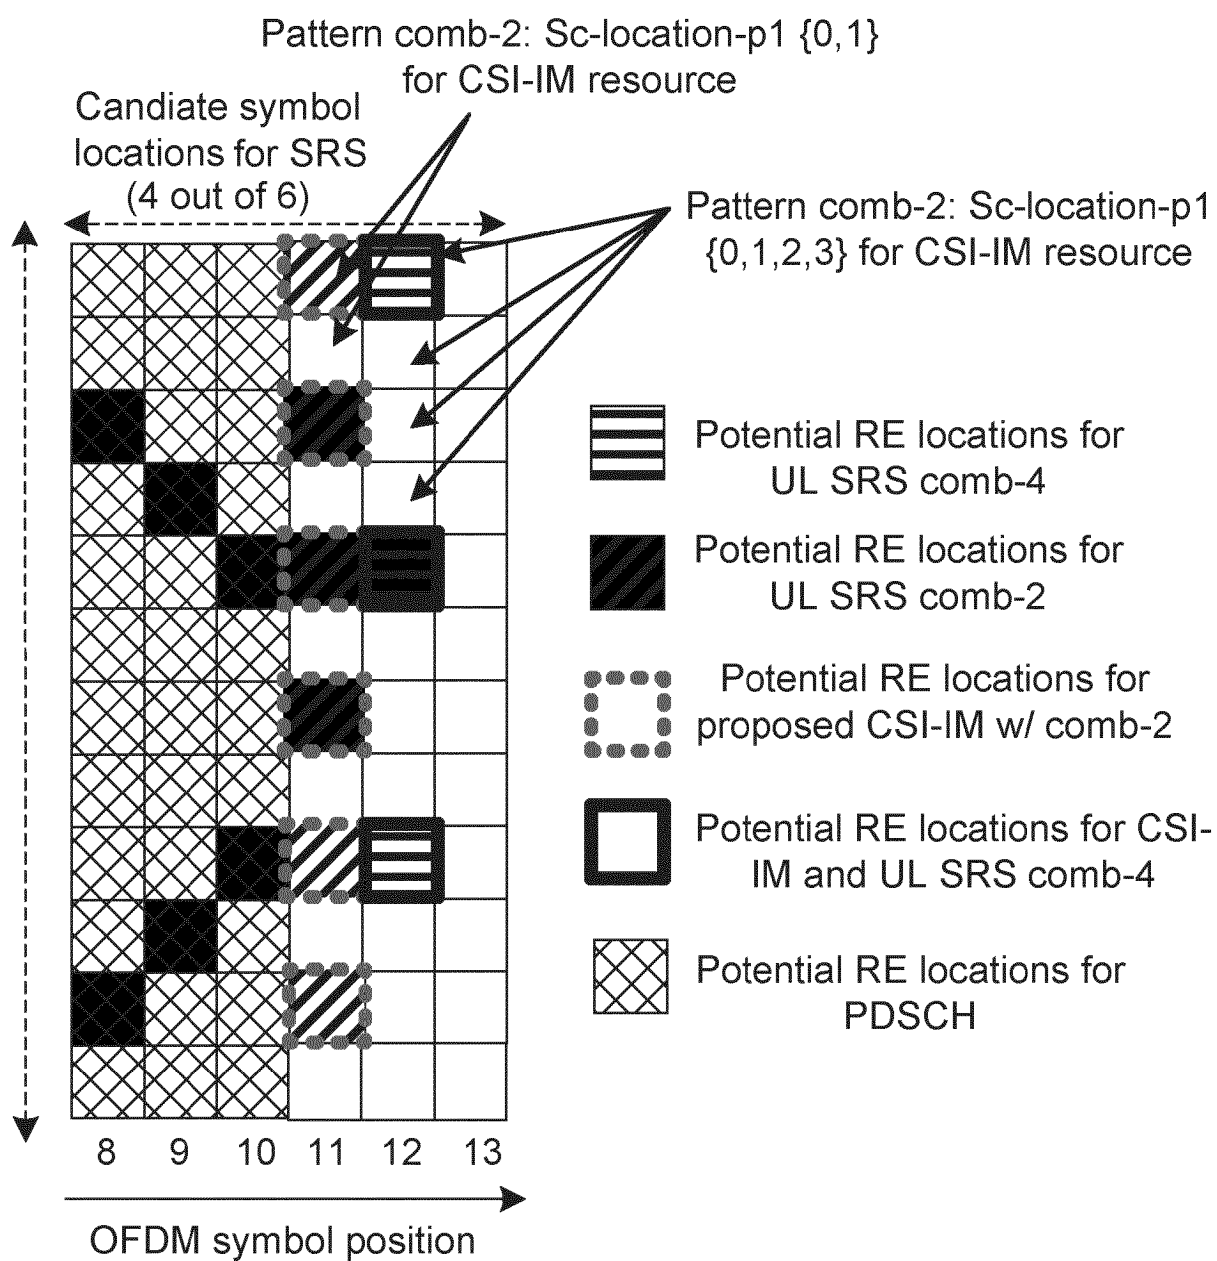 Pattern comb-2: Sc-location-p1 {0,1}
for CSI-IM resource
Candiate symbol
locations for SRS
(4 out of 6)
Pattern comb-2: Sc-location-p1
{0,1,2,3} for CSI-IM resource
Potential RE locations for
UL SRS comb-4
Potential RE locations for
UL SRS comb-2
Potential RE locations for
proposed CSI-IM w/ comb-2
Potential RE locations for CSI-
IM and UL SRS comb-4
Potential RE locations for
PDSCH
8 9 10 11 12 13
OFDM symbol position